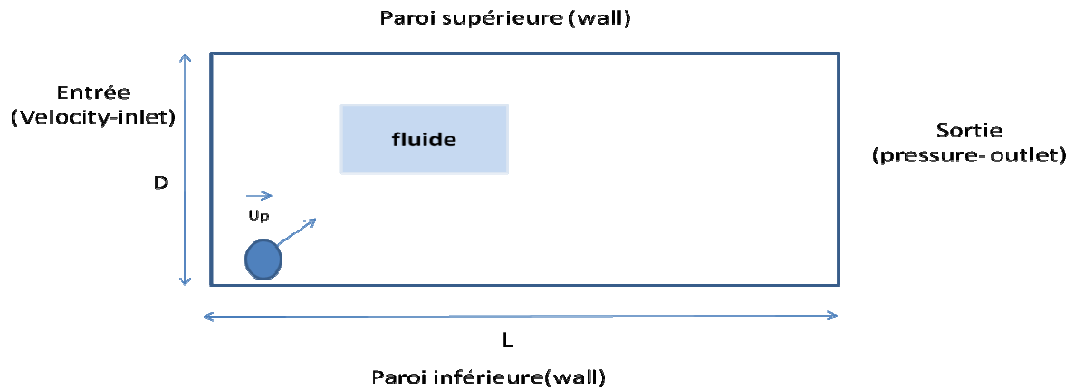 Paroi supérieure (wall)
Entrée
(Velocity-inlet)
fluide
Sortie
(pressure- outlet)
D
Up
L
Paroi inférieure(wall)